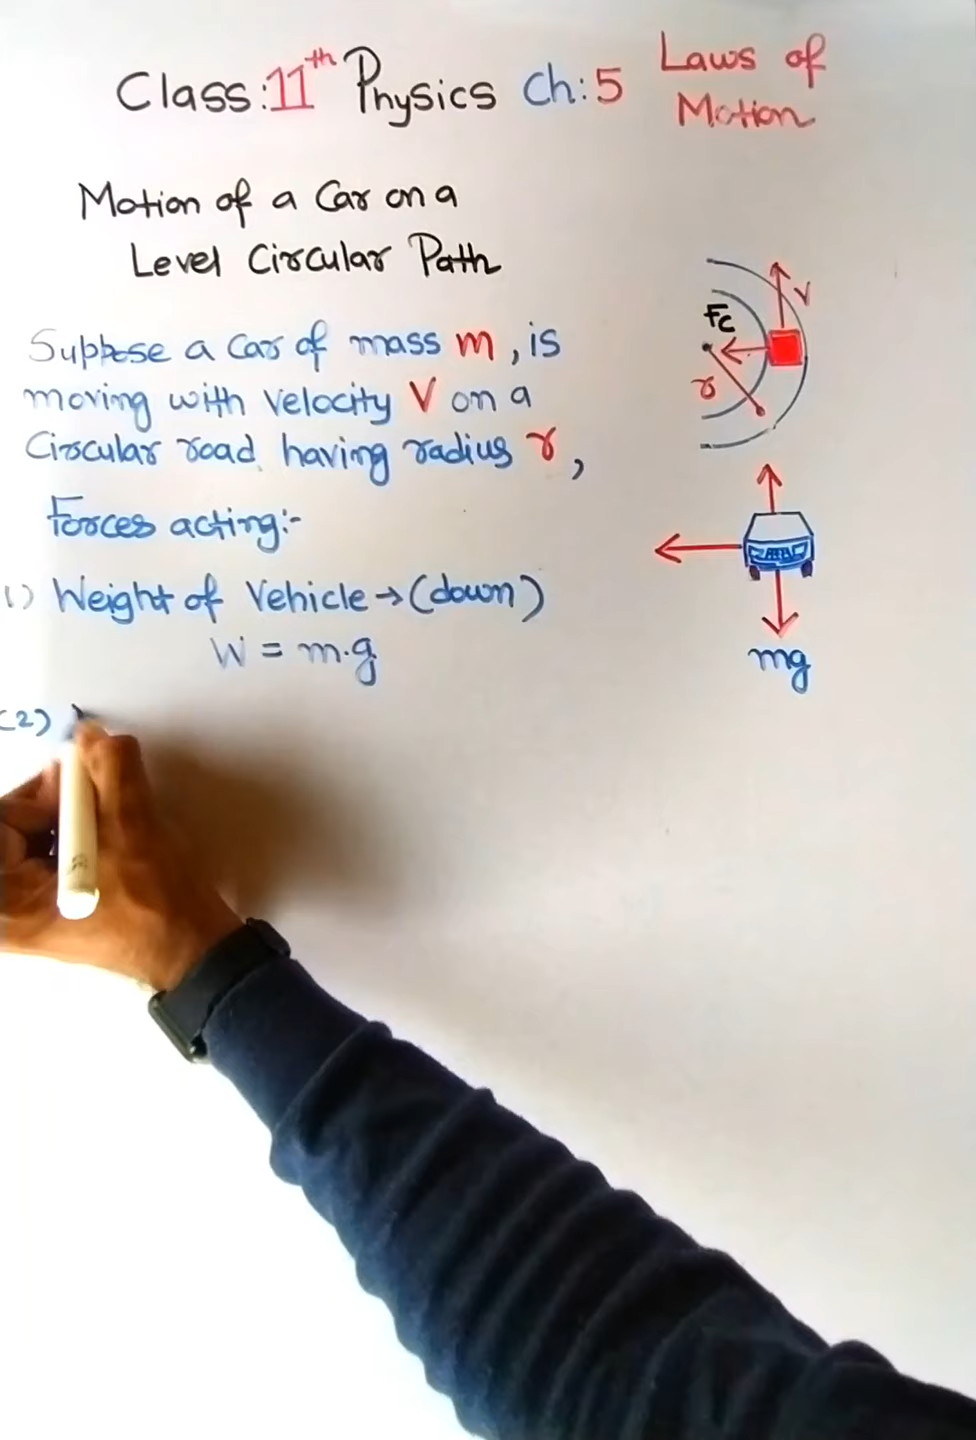 Class:11th Physics Ch:5 Laws of
Motion
Motion of a Car on a
Level Circular Path
Suppose a Car of mass m, is
moving with velocity V on a
Circular road having radius r,
Forces acting:-
1) Weight of Vehicle → (down)
W = m.g
(2)
V
Fc
r
mg